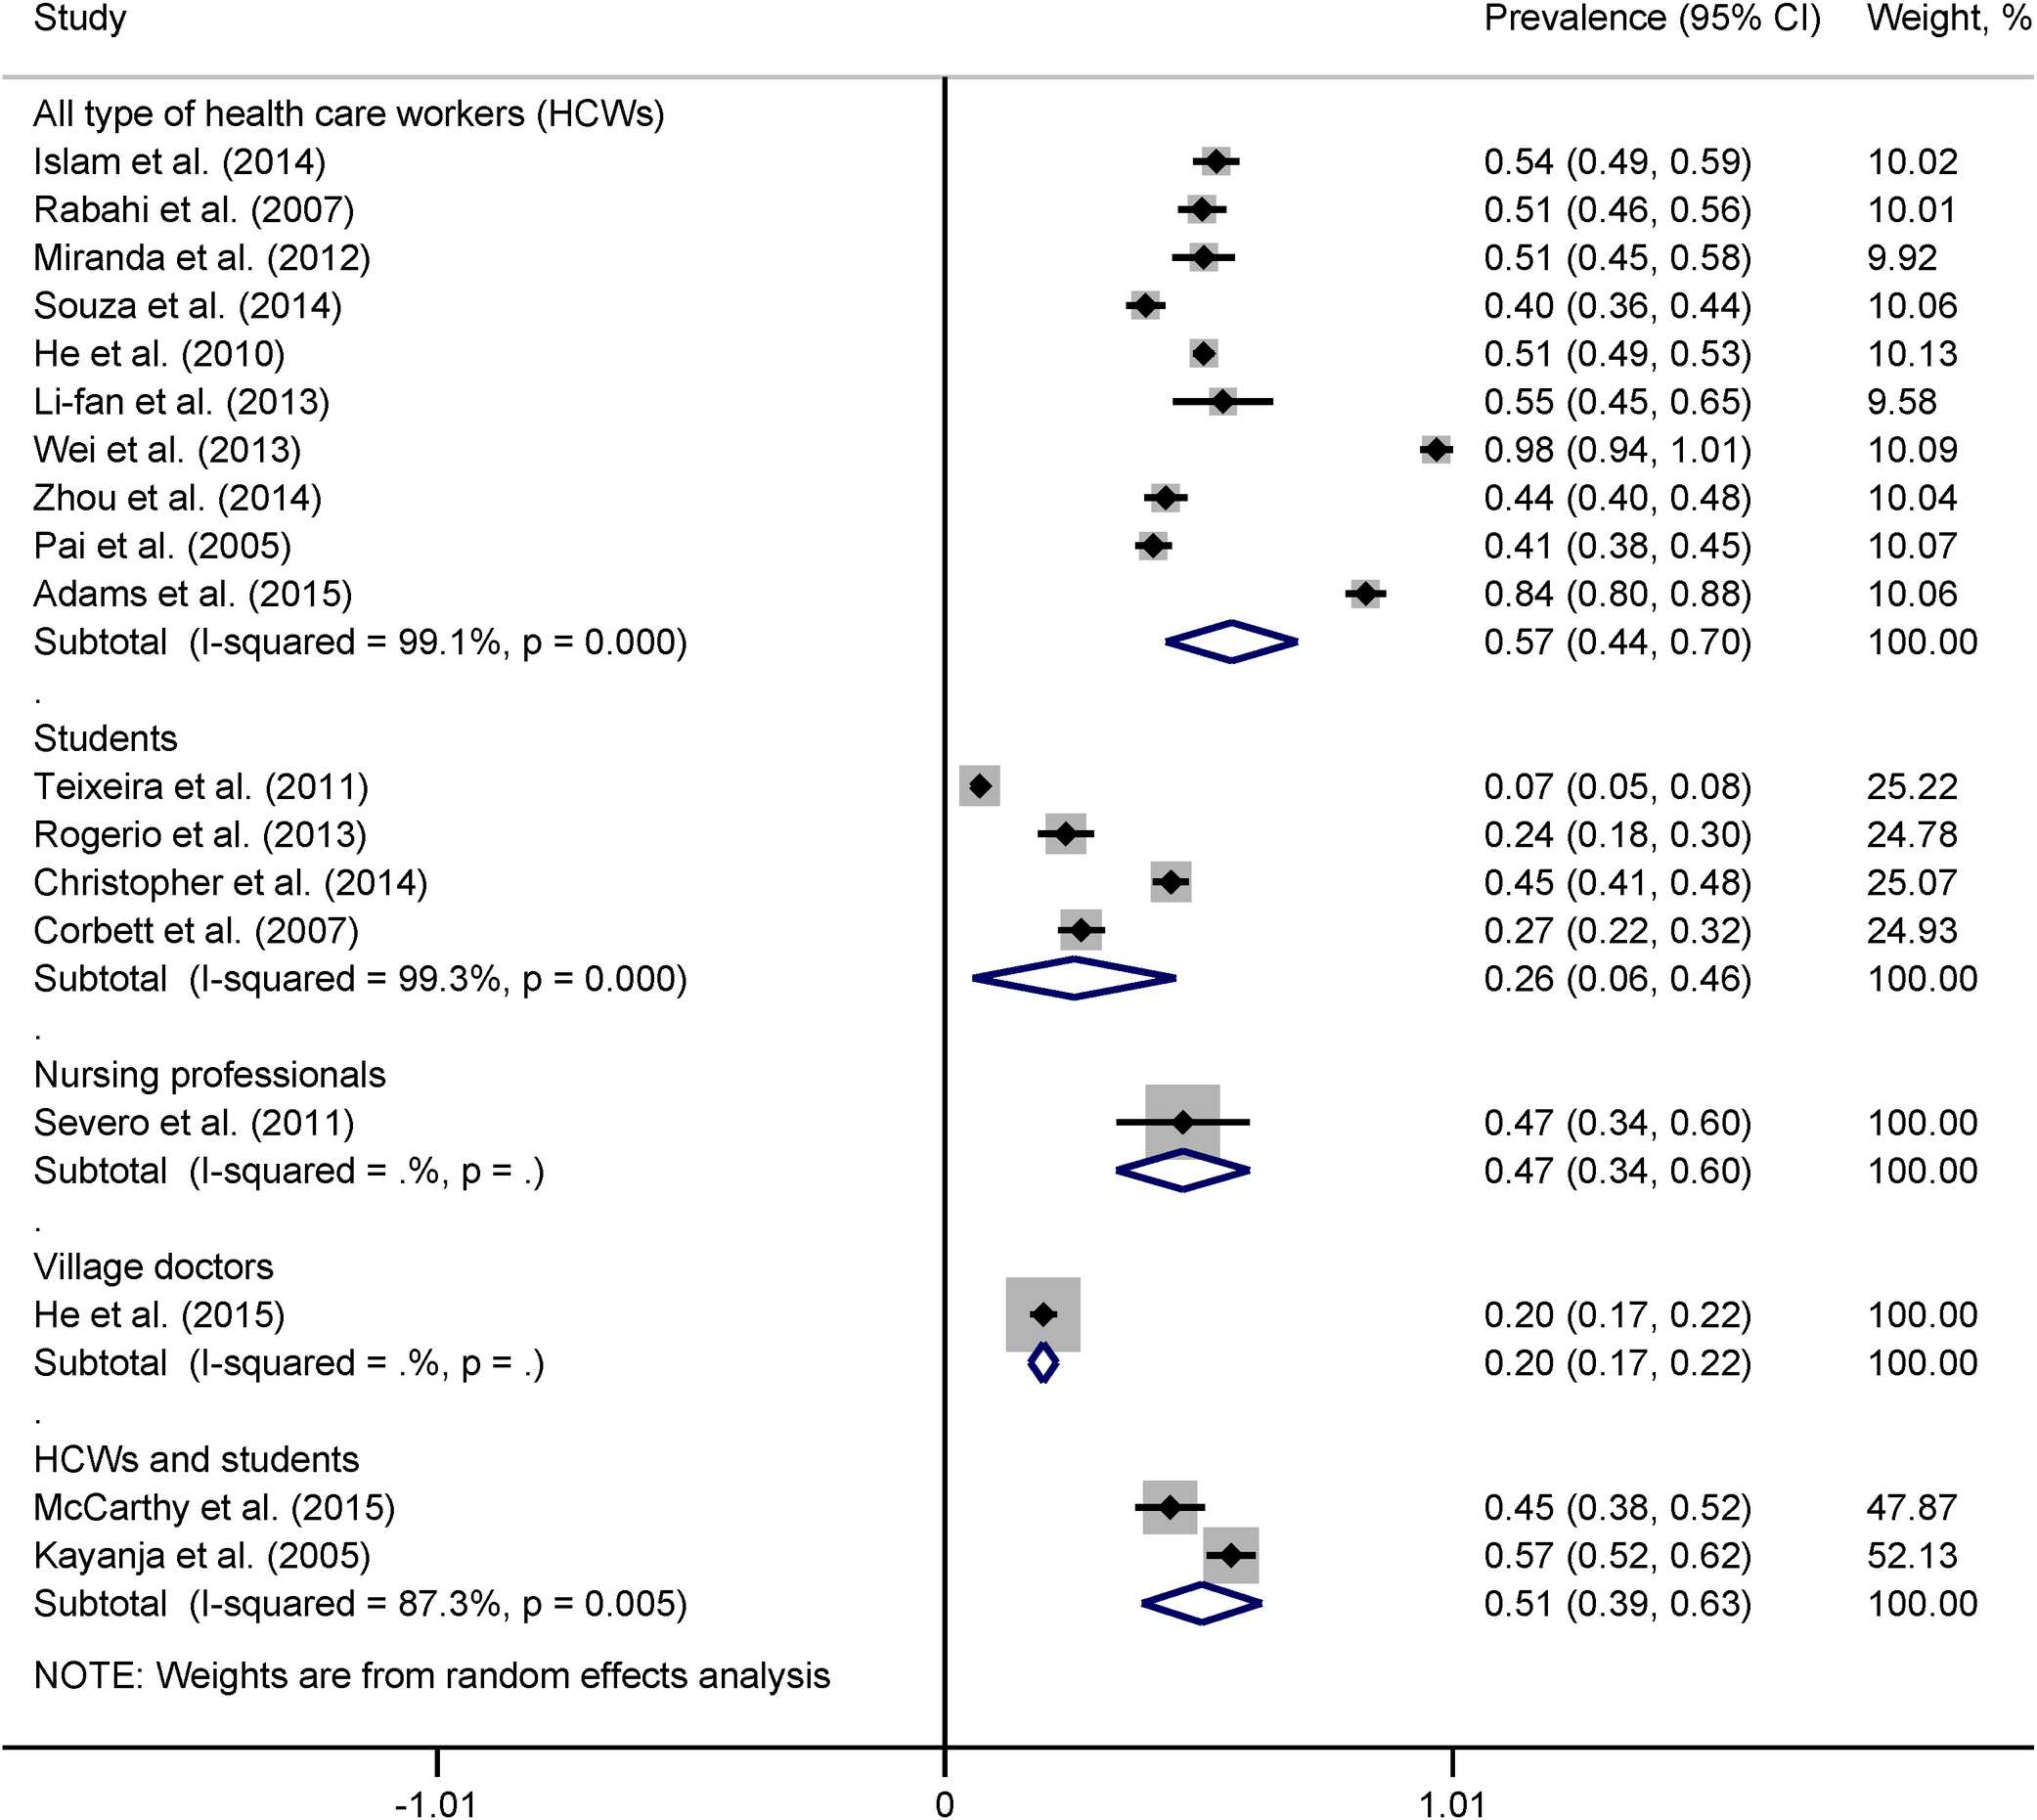 Study Prevalence (95% CI) Weight, %
All type of health care workers (HCWs)
Islam et al. (2014) 0.54 (0.49, 0.59) 10.02
Rabahi et al. (2007) 0.51 (0.46, 0.56) 10.01
Miranda et al. (2012) 0.51 (0.45, 0.58) 9.92
Souza et al. (2014) 0.40 (0.36, 0.44) 10.06
He et al. (2010) 0.51 (0.49, 0.53) 10.13
Li-fan et al. (2013) 0.55 (0.45, 0.65) 9.58
Wei et al. (2013) 0.98 (0.94, 1.01) 10.09
Zhou et al. (2014) 0.44 (0.40, 0.48) 10.04
Pai et al. (2005) 0.41 (0.38, 0.45) 10.07
Adams et al. (2015) 0.84 (0.80, 0.88) 10.06
Subtotal (I-squared = 99.1%, p = 0.000) 0.57 (0.44, 0.70) 100.00
.
Students
Teixeira et al. (2011) 0.07 (0.05, 0.08) 25.22
Rogerio et al. (2013) 0.24 (0.18, 0.30) 24.78
Christopher et al. (2014) 0.45 (0.41, 0.48) 25.07
Corbett et al. (2007) 0.27 (0.22, 0.32) 24.93
Subtotal (I-squared = 99.3%, p = 0.000) 0.26 (0.06, 0.46) 100.00
.
Nursing professionals
Severo et al. (2011) 0.47 (0.34, 0.60) 100.00
Subtotal (I-squared = .%, p = .) 0.47 (0.34, 0.60) 100.00
.
Village doctors
He et al. (2015) 0.20 (0.17, 0.22) 100.00
Subtotal (I-squared = .%, p = .) 0.20 (0.17, 0.22) 100.00
.
HCWs and students
McCarthy et al. (2015) 0.45 (0.38, 0.52) 47.87
Kayanja et al. (2005) 0.57 (0.52, 0.62) 52.13
Subtotal (I-squared = 87.3%, p = 0.005) 0.51 (0.39, 0.63) 100.00
NOTE: Weights are from random effects analysis
-1.01 0 1.01